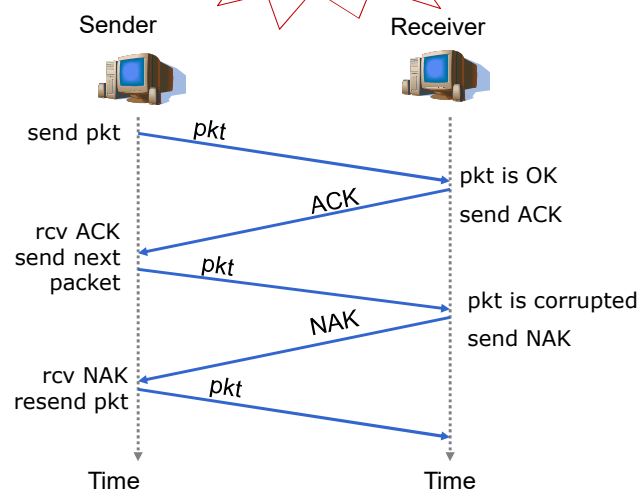 Sender
Receiver
send pkt
pkt
pkt is OK
ACK
send ACK
rcv ACK
send next
packet
pkt
pkt is corrupted
NAK
send NAK
rcv NAK
resend pkt
pkt
Time
Time